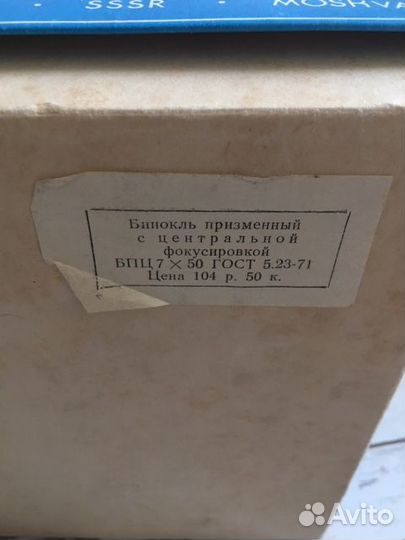 · SSSR · MOSKVA
Бинокль призменный
с центральной
фокусировкой
БПЦ 7 × 50 ГОСТ 5.23-71
Цена 104 р. 50 к.
Avito